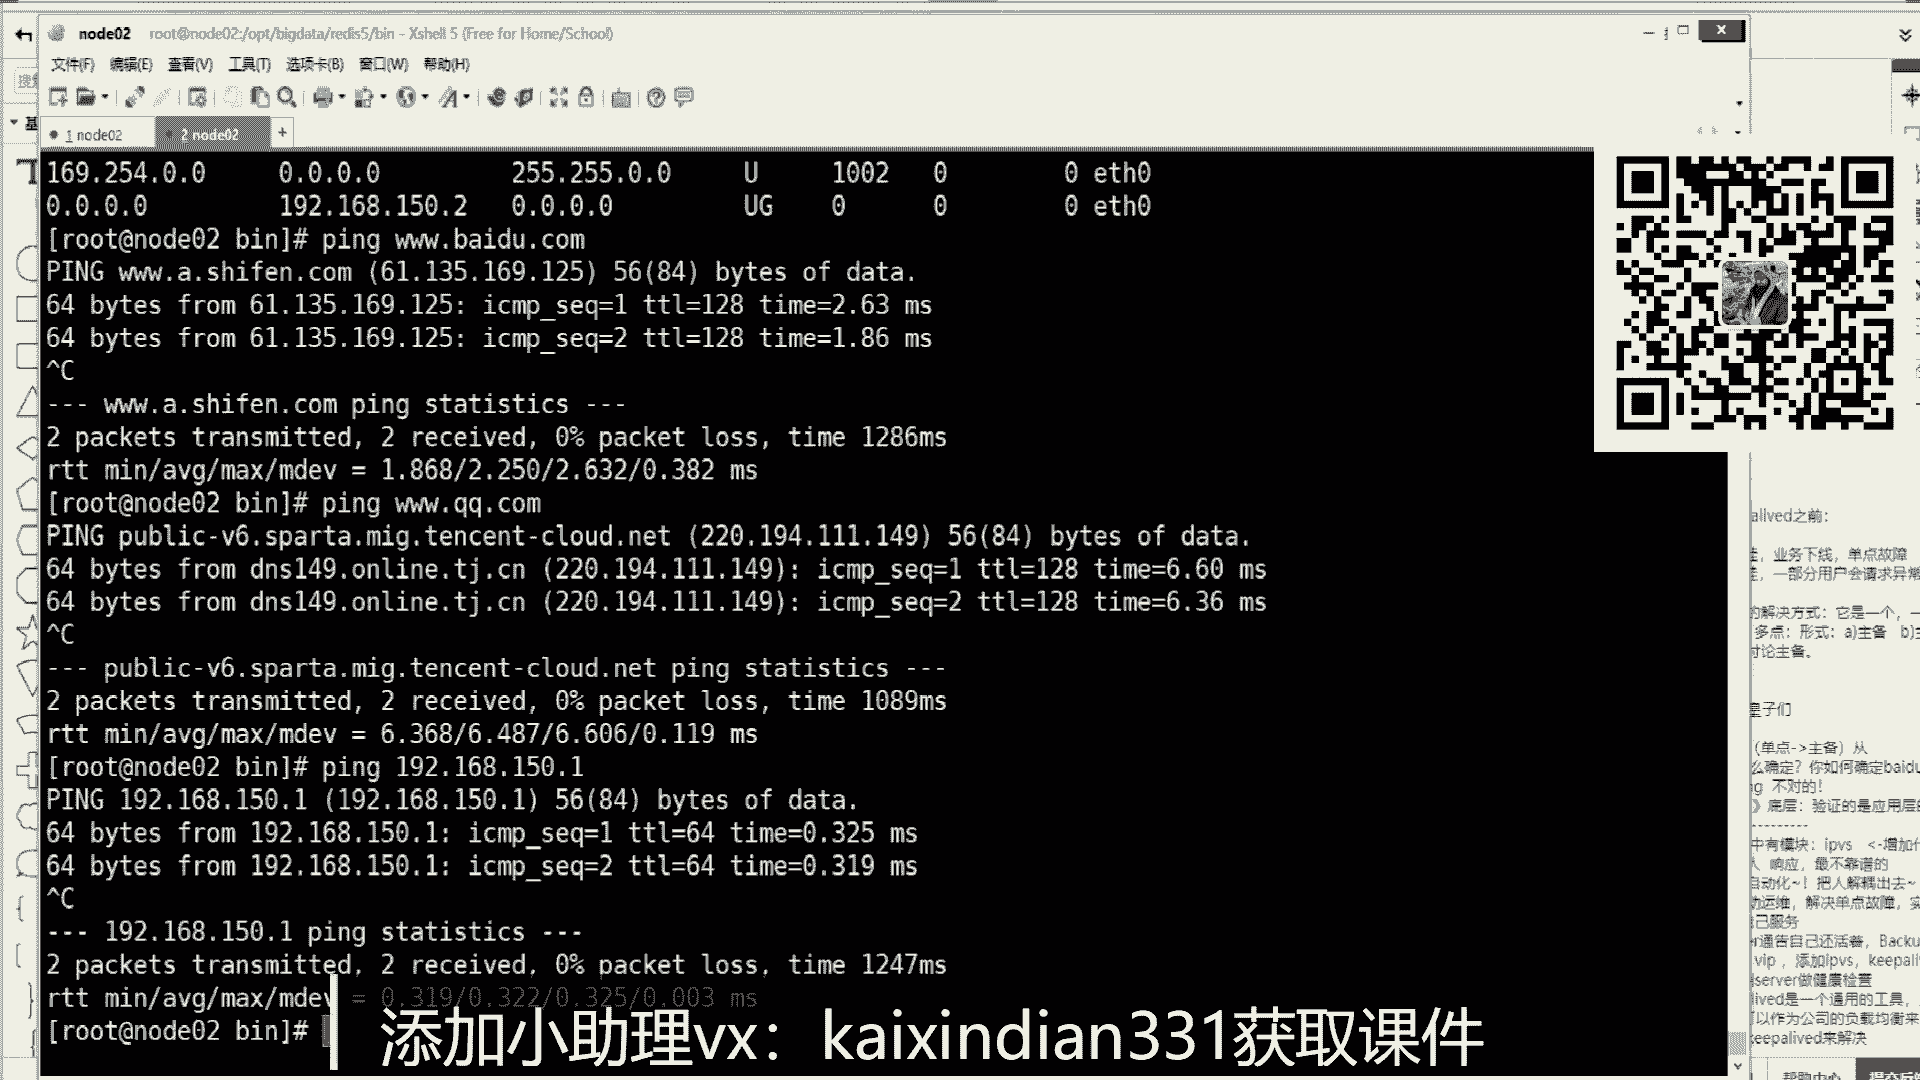 node02 root@node02:/opt/bigdata/redis5/bin - Xshell 5 (Free for Home/School)
文件(F) 编辑(E) 查看(V) 工具(T) 选项卡(B) 窗口(W) 帮助(H)
1 node02
2 node02
+
169.254.0.0 0.0.0.0 255.255.0.0 U 1002 0 0 eth0
0.0.0.0 192.168.150.2 0.0.0.0 UG 0 0 0 eth0
[root@node02 bin]# ping www.baidu.com
PING www.a.shifen.com (61.135.169.125) 56(84) bytes of data.
64 bytes from 61.135.169.125: icmp_seq=1 ttl=128 time=2.63 ms
64 bytes from 61.135.169.125: icmp_seq=2 ttl=128 time=1.86 ms
^C
--- www.a.shifen.com ping statistics ---
2 packets transmitted, 2 received, 0% packet loss, time 1286ms
rtt min/avg/max/mdev = 1.868/2.250/2.632/0.382 ms
[root@node02 bin]# ping www.qq.com
PING public-v6.sparta.mig.tencent-cloud.net (220.194.111.149) 56(84) bytes of data.
64 bytes from dns149.online.tj.cn (220.194.111.149): icmp_seq=1 ttl=128 time=6.60 ms
64 bytes from dns149.online.tj.cn (220.194.111.149): icmp_seq=2 ttl=128 time=6.36 ms
^C
--- public-v6.sparta.mig.tencent-cloud.net ping statistics ---
2 packets transmitted, 2 received, 0% packet loss, time 1089ms
rtt min/avg/max/mdev = 6.368/6.487/6.606/0.119 ms
[root@node02 bin]# ping 192.168.150.1
PING 192.168.150.1 (192.168.150.1) 56(84) bytes of data.
64 bytes from 192.168.150.1: icmp_seq=1 ttl=64 time=0.325 ms
64 bytes from 192.168.150.1: icmp_seq=2 ttl=64 time=0.319 ms
^C
--- 192.168.150.1 ping statistics ---
2 packets transmitted, 2 received, 0% packet loss, time 1247ms
rtt min/avg/max/mdev = 0.319/0.322/0.325/0.003 ms
[root@node02 bin]#
添加小助理vx：kaixindian331获取课件
alived之前：
，业务下线，单点故障
，一部分用户会请求异常
的解决方式：它是一个，一
多点：形式：a)主备 b)
讨论主备。
皇子们
（单点->主备）从
么确定？你如何确定baidu
不对的！
》底层：验证的是应用层的
中有模块：ipvs <-增加
响应，最不靠谱的
自动化~！把人解耦出去~
动运维，解决单点故障，实
己服务
er通告自己还活着，Backu
vip ，添加ipvs，keepaliv
server做健康检查
lived是一个通用的工具，
可以作为公司的负载均衡来
keepalived来解决
帮助中心